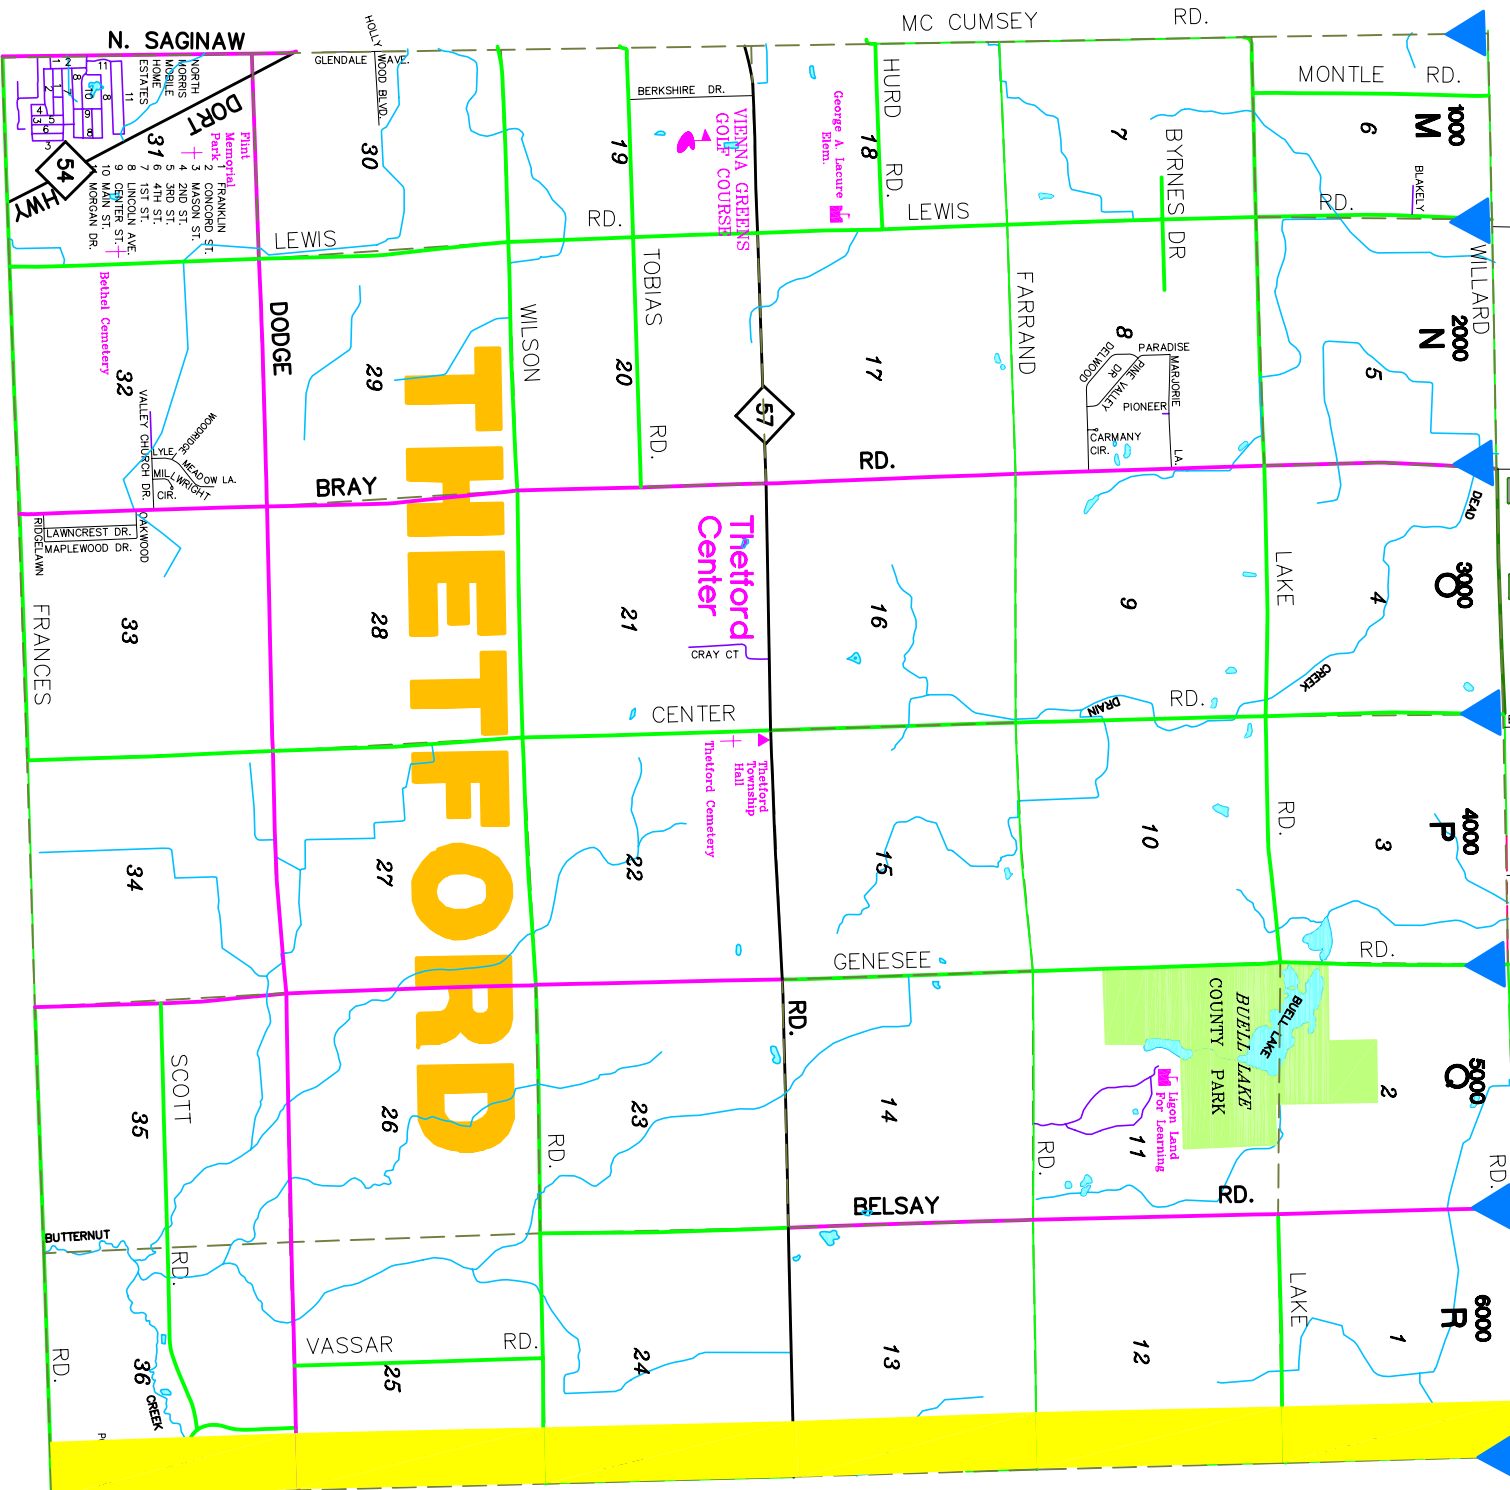 N. SAGINAW
HOLLY
WOOD BLVD.
GLENDALE
AVE.
MC CUMSEY
RD.
MONTLE
RD.
1000
M
6
BLAKELY
RD.
WILLARD
BERKSHIRE DR.
VIENNA GREENS
GOLF COURSE
George A. Lacure
Elem.
HURD
RD.
18
7
BYRNES DR
19
30
31
DORT
54
HWY
NORTH
MORRIS
MOBILE
HOME
ESTATES
Flint
Memorial
Park
1 FRANKLIN
2 CONCORD ST.
3 MASON ST.
4 2ND ST.
5 3RD ST.
6 4TH ST.
7 1ST ST.
8 LINCOLN AVE.
9 CENTER ST.
10 MAIN ST.
11 MORGAN DR.
LEWIS
RD.
LEWIS
Bethel Cemetery
32
DODGE
29
WILSON
TOBIAS
RD.
20
57
17
FARRAND
8
PARADISE
DELWOOD
DR
PINE VALLEY
MARJORIE
LA.
PIONEER
CARMANY
CIR.
5
2000
N
VALLEY CHURCH DR.
WOODRIDGE
LYLE
MEADOW LA.
MILLWRIGHT
CIR.
BRAY
RD.
DEAD
CREEK
RIDGELAWN
LAWNCREST DR.
MAPLEWOOD DR.
OAKWOOD
FRANCES
33
28
THETFORD
21
Thetford
Center
CRAY CT
16
9
LAKE
4
3000
O
CENTER
RD.
DRAIN
Thetford
Township
Hall
Thetford Cemetery
34
27
22
15
10
RD.
3
4000
P
GENESEE
RD.
RD.
SCOTT
35
26
RD.
23
14
RD.
11
Ligon Land
For Learning
BUELL LAKE
COUNTY PARK
BUELL LAKE
2
5000
Q
RD.
BELSAY
RD.
BUTTERNUT
CREEK
RD.
RD.
36
VASSAR
RD.
25
24
13
12
LAKE
1
6000
R